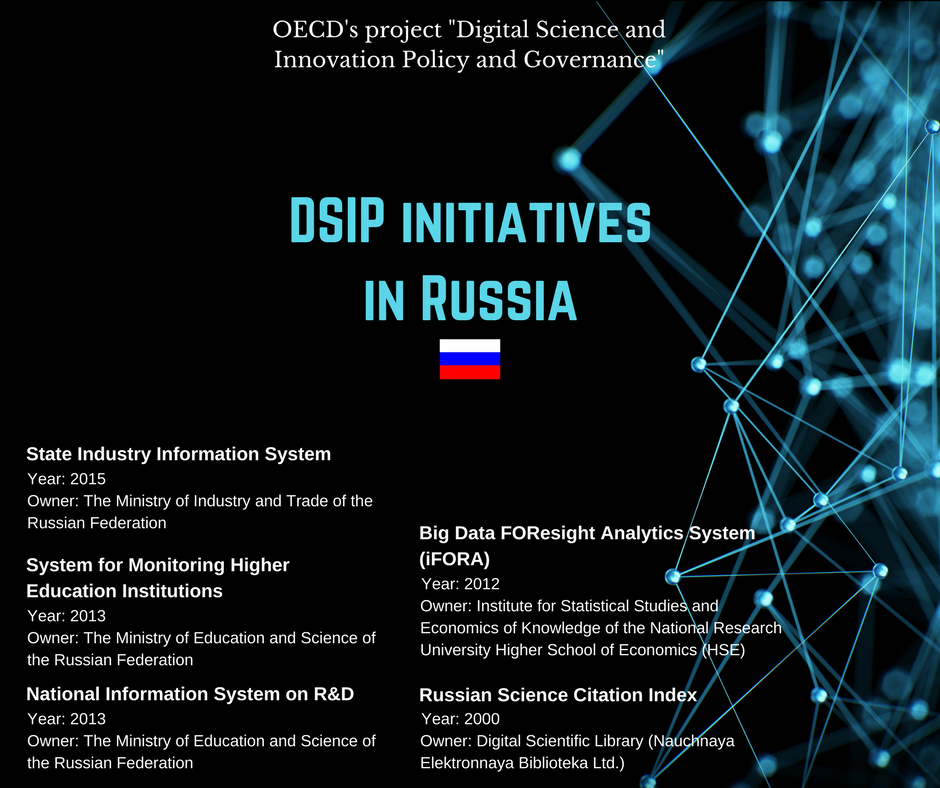 OECD's project "Digital Science and
Innovation Policy and Governance"
DSIP INITIATIVES
IN RUSSIA
State Industry Information System
Year: 2015
Owner: The Ministry of Industry and Trade of the
Russian Federation
System for Monitoring Higher
Education Institutions
Year: 2013
Owner: The Ministry of Education and Science of
the Russian Federation
National Information System on R&D
Year: 2013
Owner: The Ministry of Education and Science of
the Russian Federation
Big Data FOResight Analytics System
(iFORA)
Year: 2012
Owner: Institute for Statistical Studies and
Economics of Knowledge of the National Research
University Higher School of Economics (HSE)
Russian Science Citation Index
Year: 2000
Owner: Digital Scientific Library (Nauchnaya
Elektronnaya Biblioteka Ltd.)